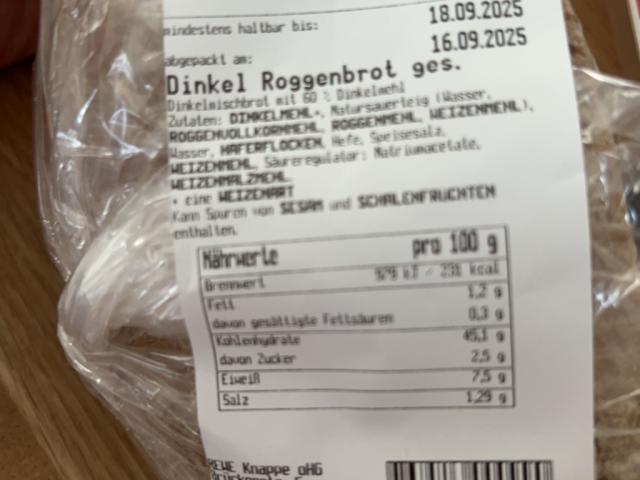 mindestens haltbar bis: 18.09.2025
abgepackt am: 16.09.2025
Dinkel Roggenbrot ges.
Dinkelmischbrot mit 60 % Dinkelmehl
Zutaten: DINKELMEHL*, Natursauerteig (Wasser,
ROGGENVOLLKORNMEHL, ROGGENMEHL, WEIZENMEHL),
Wasser, HAFERFLOCKEN, Hefe, Speisesalz,
WEIZENMEHL, Säureregulator: Natriumacetate,
WEIZENMALZMEHL
* eine WEIZENART
Kann Spuren von SESAM und SCHALENFRÜCHTEN
enthalten.
Nährwerte pro 100 g
Brennwert kJ / kcal
Fett 1,2 g
davon gesättigte Fettsäuren 0,3 g
Kohlenhydrate 45,1 g
davon Zucker 2,5 g
Eiweiß 7,5 g
Salz 1,29 g
REWE Knappe oHG